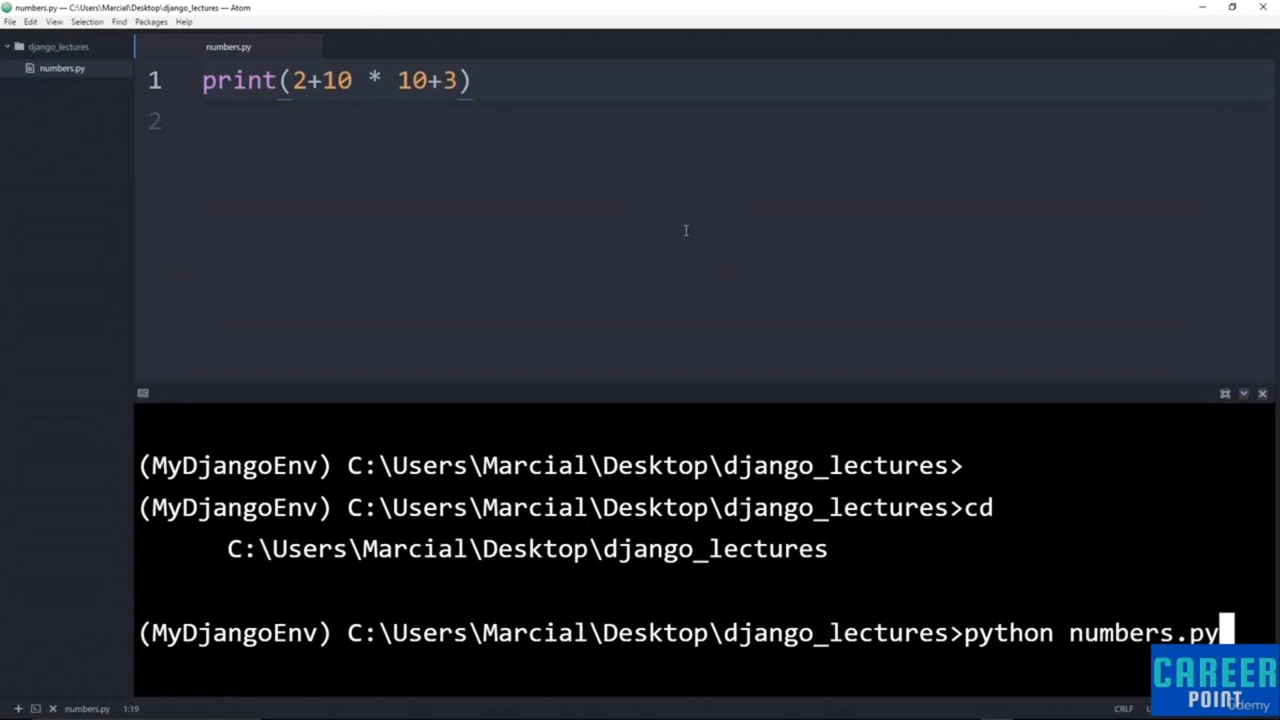 numbers.py — C:\Users\Marcial\Desktop\django_lectures — Atom
File Edit View Selection Find Packages Help
django_lectures
numbers.py
numbers.py
1 print(2+10 * 10+3)
2
(MyDjangoEnv) C:\Users\Marcial\Desktop\django_lectures>
(MyDjangoEnv) C:\Users\Marcial\Desktop\django_lectures>cd
C:\Users\Marcial\Desktop\django_lectures
(MyDjangoEnv) C:\Users\Marcial\Desktop\django_lectures>python numbers.py
numbers.py 1:19
CRLF
CAREER
POINT
Udemy